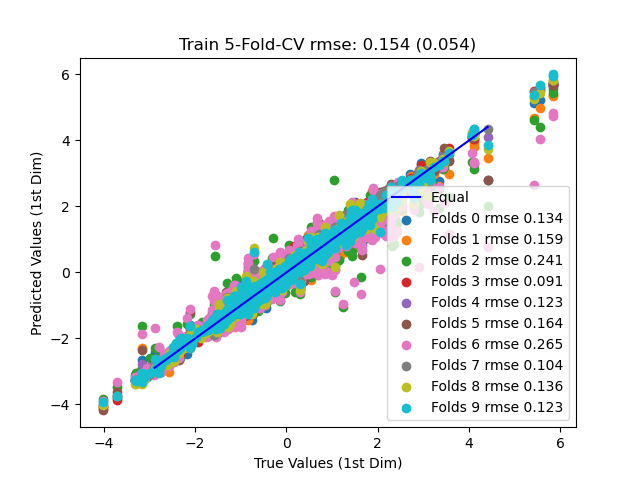 Train 5-Fold-CV rmse: 0.154 (0.054)
Predicted Values (1st Dim)
6
4
2
0
−2
−4
Equal
Folds 0 rmse 0.134
Folds 1 rmse 0.159
Folds 2 rmse 0.241
Folds 3 rmse 0.091
Folds 4 rmse 0.123
Folds 5 rmse 0.164
Folds 6 rmse 0.265
Folds 7 rmse 0.104
Folds 8 rmse 0.136
Folds 9 rmse 0.123
−4 −2 0 2 4 6
True Values (1st Dim)